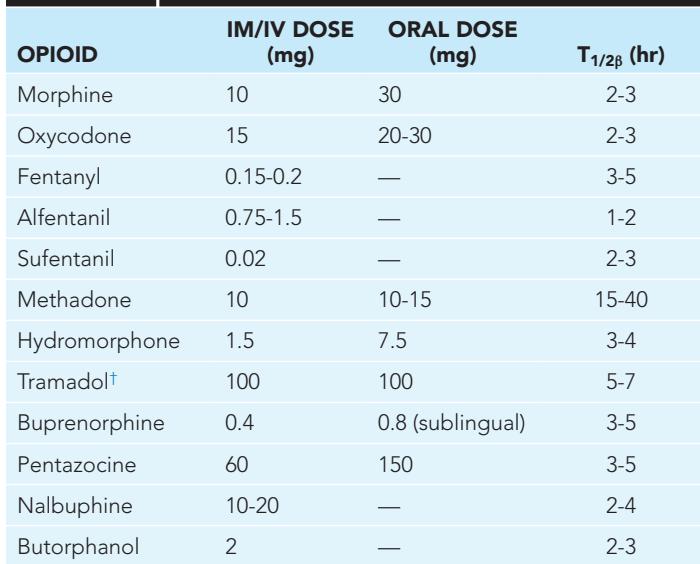 OPIOID IM/IV DOSE (mg) ORAL DOSE (mg) T1/2β (hr)
Morphine 10 30 2-3
Oxycodone 15 20-30 2-3
Fentanyl 0.15-0.2 — 3-5
Alfentanil 0.75-1.5 — 1-2
Sufentanil 0.02 — 2-3
Methadone 10 10-15 15-40
Hydromorphone 1.5 7.5 3-4
Tramadol† 100 100 5-7
Buprenorphine 0.4 0.8 (sublingual) 3-5
Pentazocine 60 150 3-5
Nalbuphine 10-20 — 2-4
Butorphanol 2 — 2-3